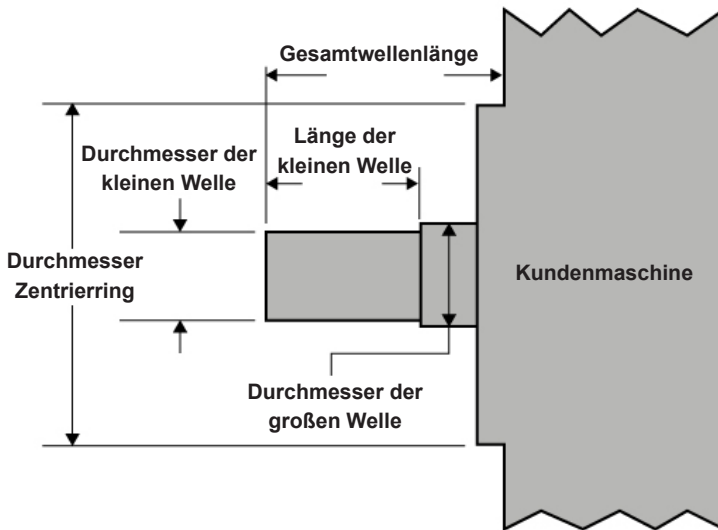 Gesamtwellenlänge
Länge der
kleinen Welle
Durchmesser der
kleinen Welle
Durchmesser
Zentrierring
Kundenmaschine
Durchmesser der
großen Welle